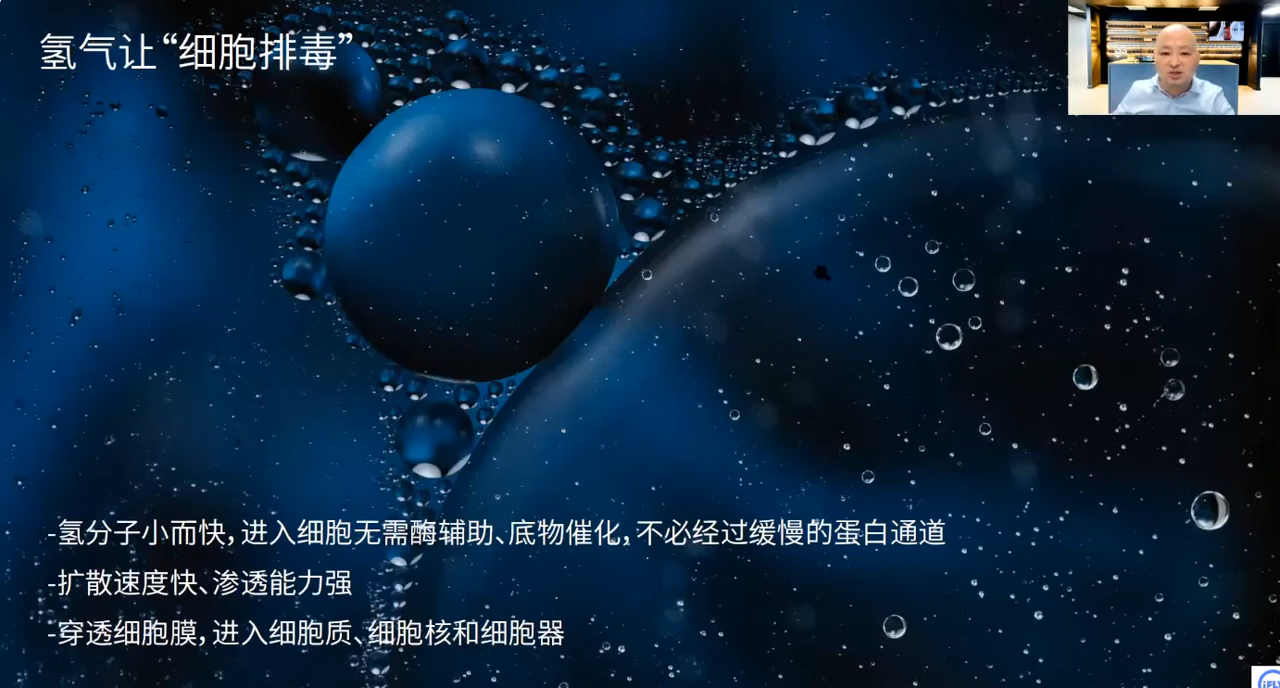 氢气让“细胞排毒”
-氢分子小而快，进入细胞无需酶辅助、底物催化，不必经过缓慢的蛋白通道
-扩散速度快、渗透能力强
-穿透细胞膜，进入细胞质、细胞核和细胞器